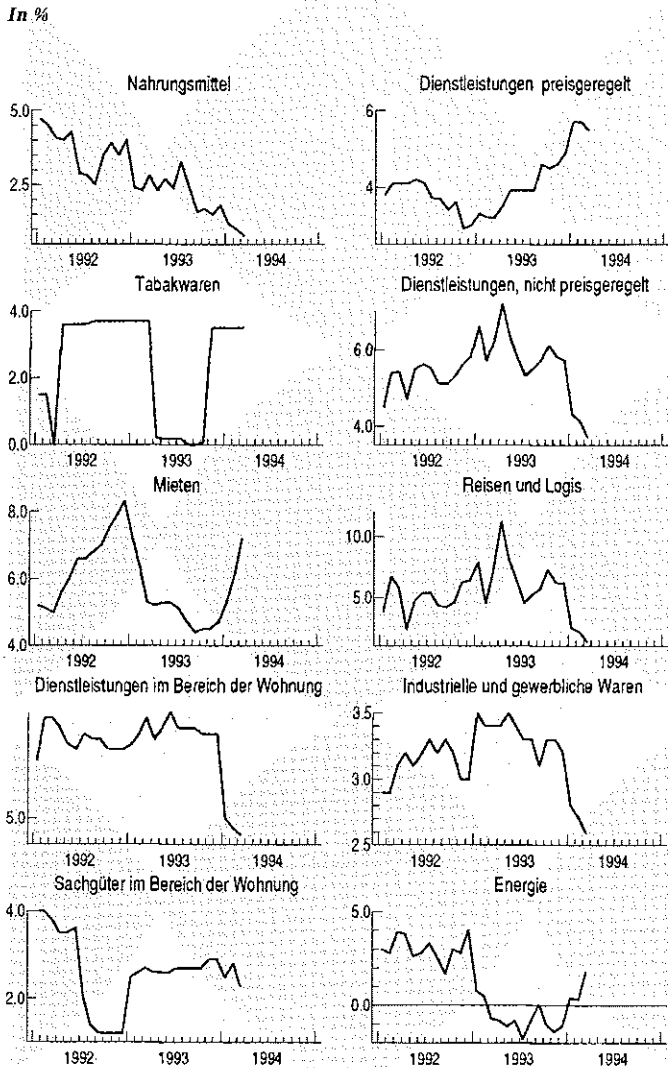 In %
Nahrungsmittel
5.0
2.5
1992 1993 1994
Dienstleistungen preisgeregelt
6
4
1992 1993 1994
Tabakwaren
4.0
2.0
0.0
1992 1993 1994
Dienstleistungen, nicht preisgeregelt
6.0
4.0
1992 1993 1994
Mieten
8.0
6.0
4.0
1992 1993 1994
Reisen und Logis
10.0
5.0
1992 1993 1994
Dienstleistungen im Bereich der Wohnung
5.0
1992 1993 1994
Industrielle und gewerbliche Waren
3.5
3.0
2.5
1992 1993 1994
Sachgüter im Bereich der Wohnung
4.0
2.0
1992 1993 1994
Energie
5.0
0.0
1992 1993 1994